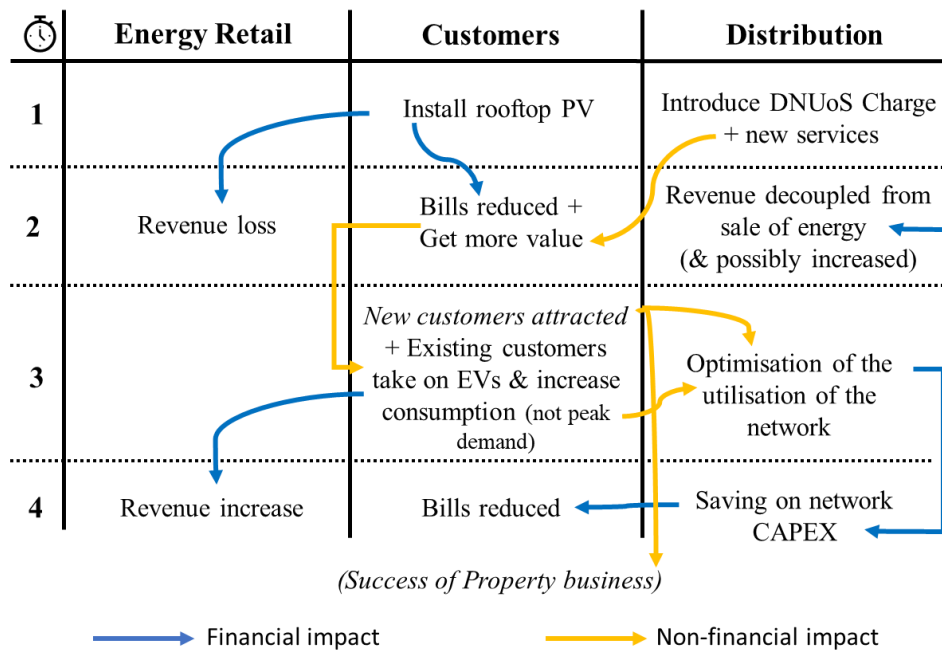 Energy Retail
Customers
Distribution
1
Install rooftop PV
Introduce DNUoS Charge
+ new services
2
Revenue loss
Bills reduced +
Get more value
Revenue decoupled from
sale of energy
(& possibly increased)
3
New customers attracted
+ Existing customers
take on EVs & increase
consumption (not peak
demand)
Optimisation of the
utilisation of the
network
4
Revenue increase
Bills reduced
Saving on network
CAPEX
(Success of Property business)
Financial impact
Non-financial impact